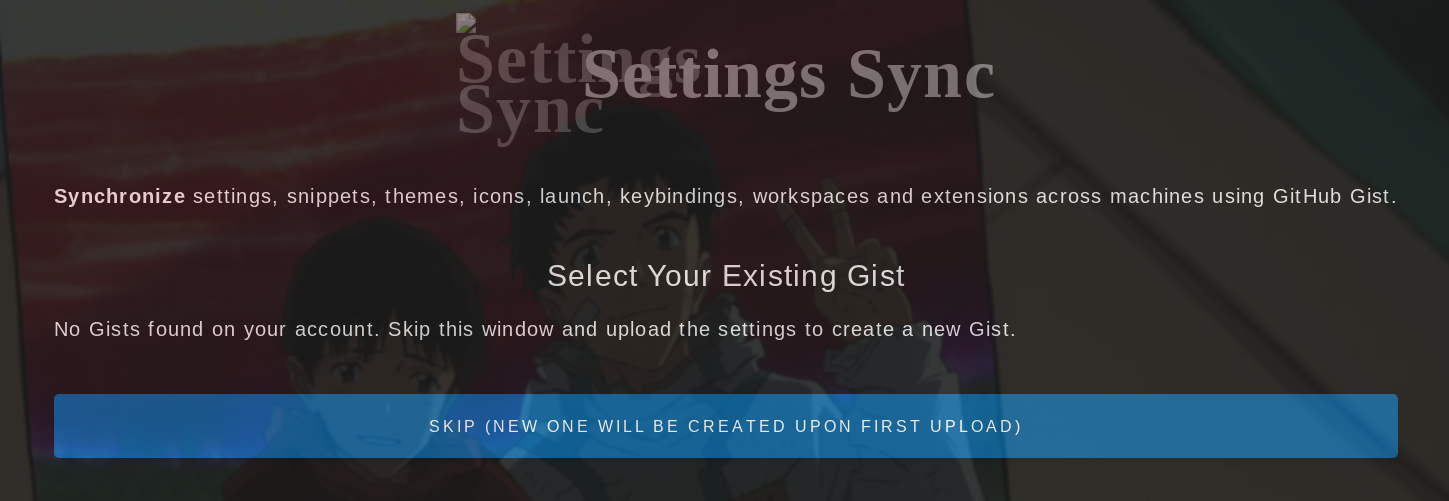 Settings
Sync
Settings Sync
Synchronize settings, snippets, themes, icons, launch, keybindings, workspaces and extensions across machines using GitHub Gist.
Select Your Existing Gist
No Gists found on your account. Skip this window and upload the settings to create a new Gist.
SKIP (NEW ONE WILL BE CREATED UPON FIRST UPLOAD)